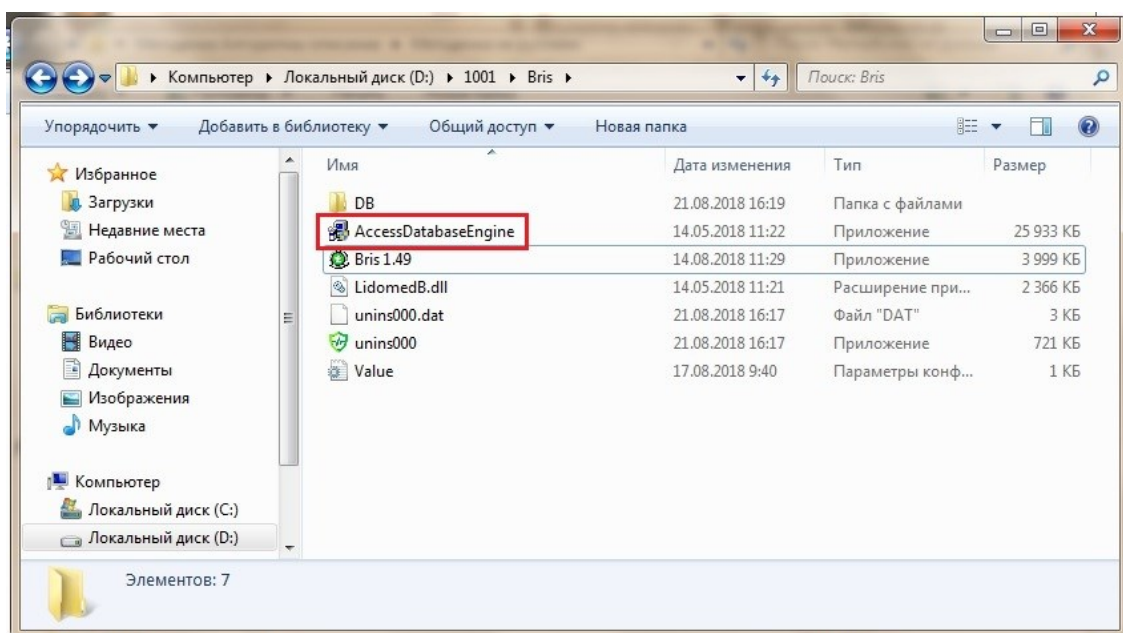 Компьютер ▸ Локальный диск (D:) ▸ 1001 ▸ Bris ▸ Поиск: Bris
Упорядочить Добавить в библиотеку Общий доступ Новая папка
Избранное
Загрузки
Недавние места
Рабочий стол
Библиотеки
Видео
Документы
Изображения
Музыка
Компьютер
Локальный диск (C:)
Локальный диск (D:)
Имя Дата изменения Тип Размер
DB 21.08.2018 16:19 Папка с файлами
AccessDatabaseEngine 14.05.2018 11:22 Приложение 25 933 КБ
Bris 1.49 14.08.2018 11:29 Приложение 3 999 КБ
LidomedB.dll 14.05.2018 11:21 Расширение при... 2 366 КБ
unins000.dat 21.08.2018 16:17 Файл "DAT" 3 КБ
unins000 21.08.2018 16:17 Приложение 721 КБ
Value 17.08.2018 9:40 Параметры конф... 1 КБ
Элементов: 7